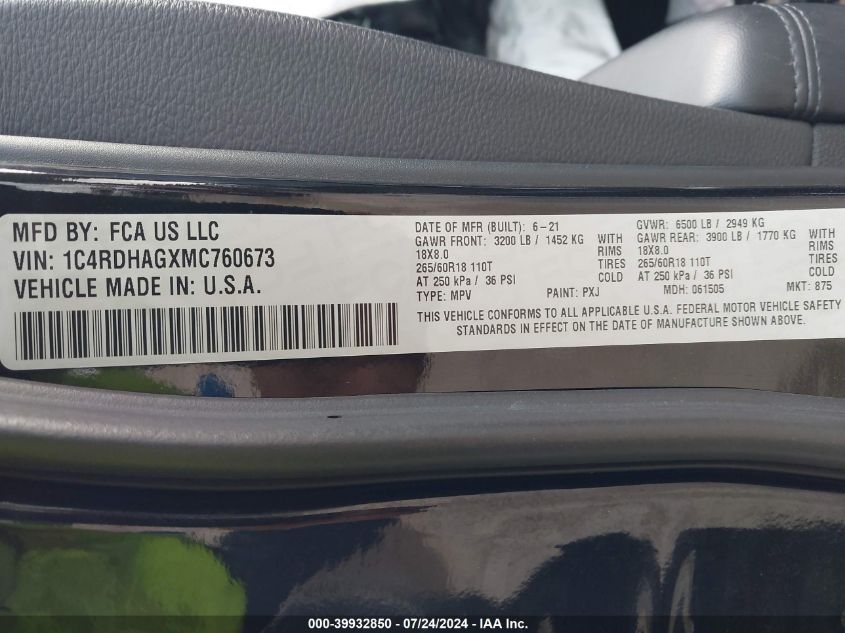 MFD BY: FCA US LLC
VIN: 1C4RDHAGXMC760673
VEHICLE MADE IN: U.S.A.
DATE OF MFR (BUILT): 6-21
GVWR: 6500 LB / 2949 KG
GAWR FRONT: 3200 LB / 1452 KG WITH
GAWR REAR: 3900 LB / 1770 KG WITH
18X8.0 RIMS
18X8.0 RIMS
265/60R18 110T TIRES
265/60R18 110T TIRES
AT 250 kPa / 36 PSI COLD
AT 250 kPa / 36 PSI COLD
TYPE: MPV PAINT: PXJ MDH: 061505 MKT: 875
THIS VEHICLE CONFORMS TO ALL APPLICABLE U.S.A. FEDERAL MOTOR VEHICLE SAFETY
STANDARDS IN EFFECT ON THE DATE OF MANUFACTURE SHOWN ABOVE.
000-39932850 - 07/24/2024 - IAA Inc.